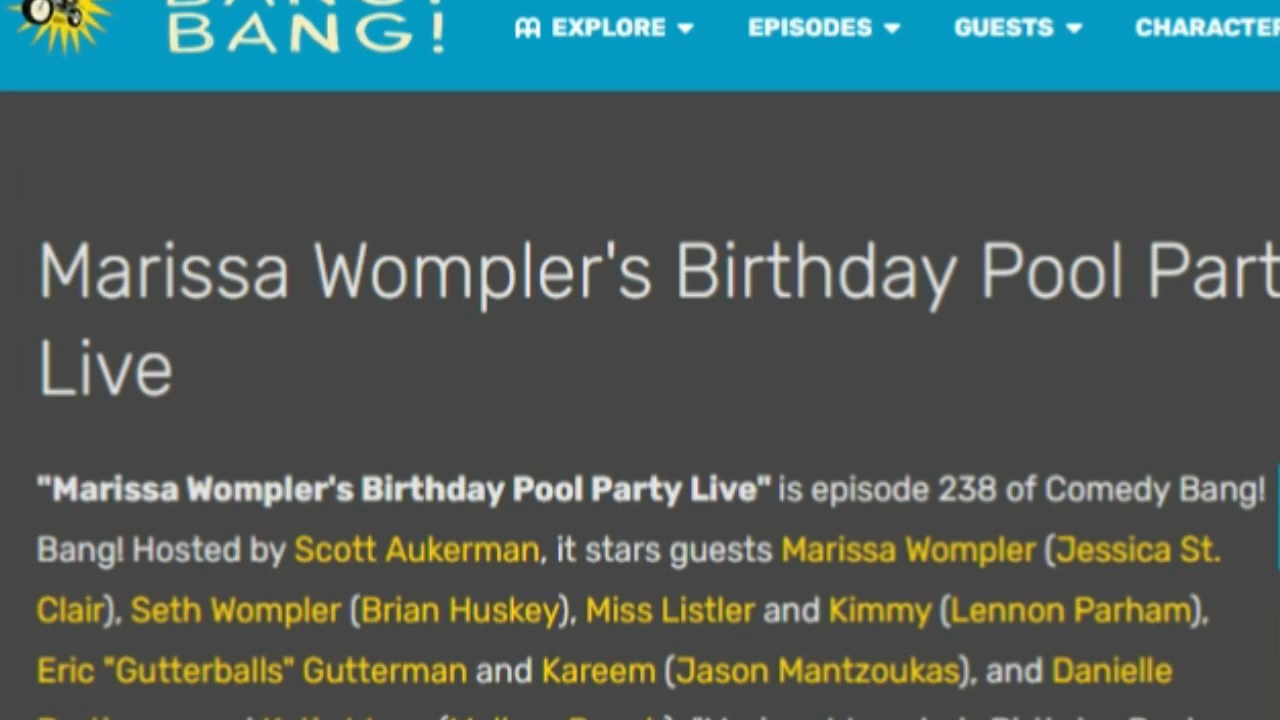 BANG!
BANG!
EXPLORE EPISODES GUESTS CHARACTER
Marissa Wompler's Birthday Pool Part
Live
"Marissa Wompler's Birthday Pool Party Live" is episode 238 of Comedy Bang!
Bang! Hosted by Scott Aukerman, it stars guests Marissa Wompler (Jessica St.
Clair), Seth Wompler (Brian Huskey), Miss Listler and Kimmy (Lennon Parham),
Eric "Gutterballs" Gutterman and Kareem (Jason Mantzoukas), and Danielle